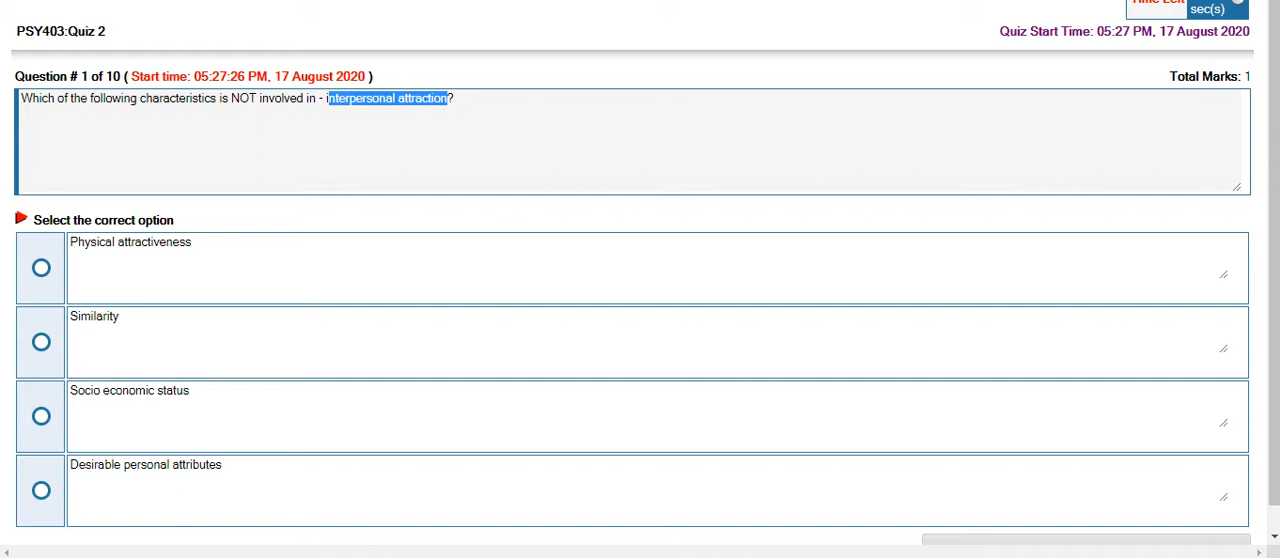 Time Left
sec(s)
PSY403:Quiz 2
Quiz Start Time: 05:27 PM, 17 August 2020
Question # 1 of 10 ( Start time: 05:27:26 PM, 17 August 2020 )
Total Marks: 1
Which of the following characteristics is NOT involved in - interpersonal attraction?
Select the correct option
Physical attractiveness
Similarity
Socio economic status
Desirable personal attributes